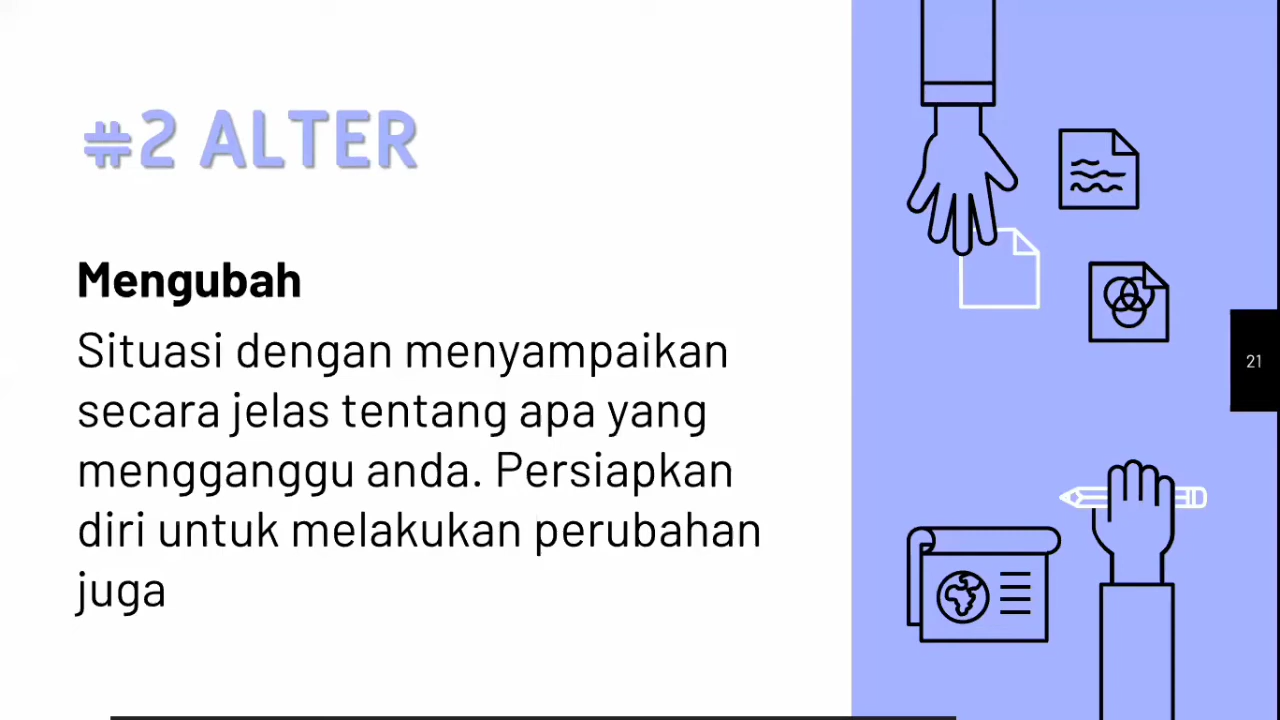 #2 ALTER
Mengubah
Situasi dengan menyampaikan
secara jelas tentang apa yang
mengganggu anda. Persiapkan
diri untuk melakukan perubahan
juga
21